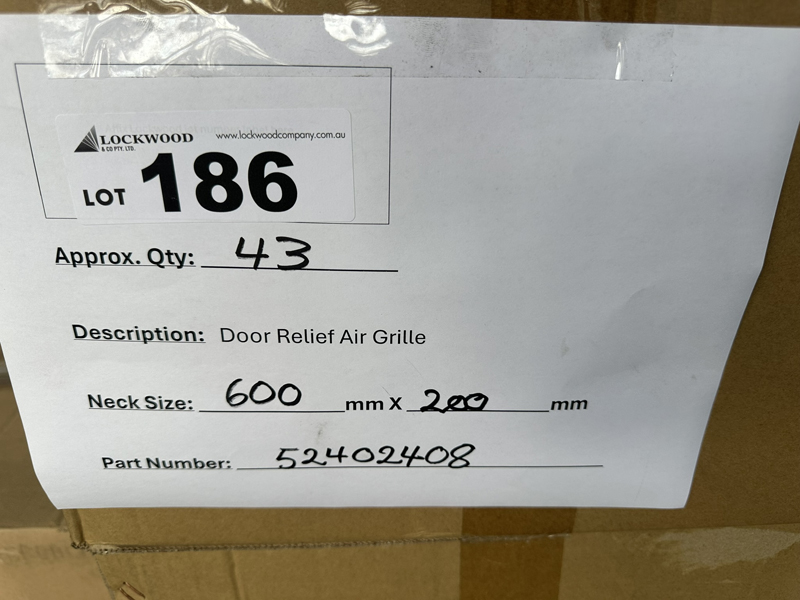 LOCKWOOD www.lockwoodcompany.com.au
& CO PTY. LTD.
LOT 186
Approx. Qty: 43
Description: Door Relief Air Grille
Neck Size: 600 mm X 200 mm
Part Number: 52402408